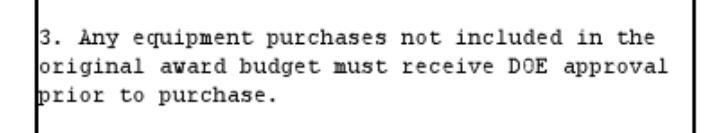 3. Any equipment purchases not included in the
original award budget must receive DOE approval
prior to purchase.